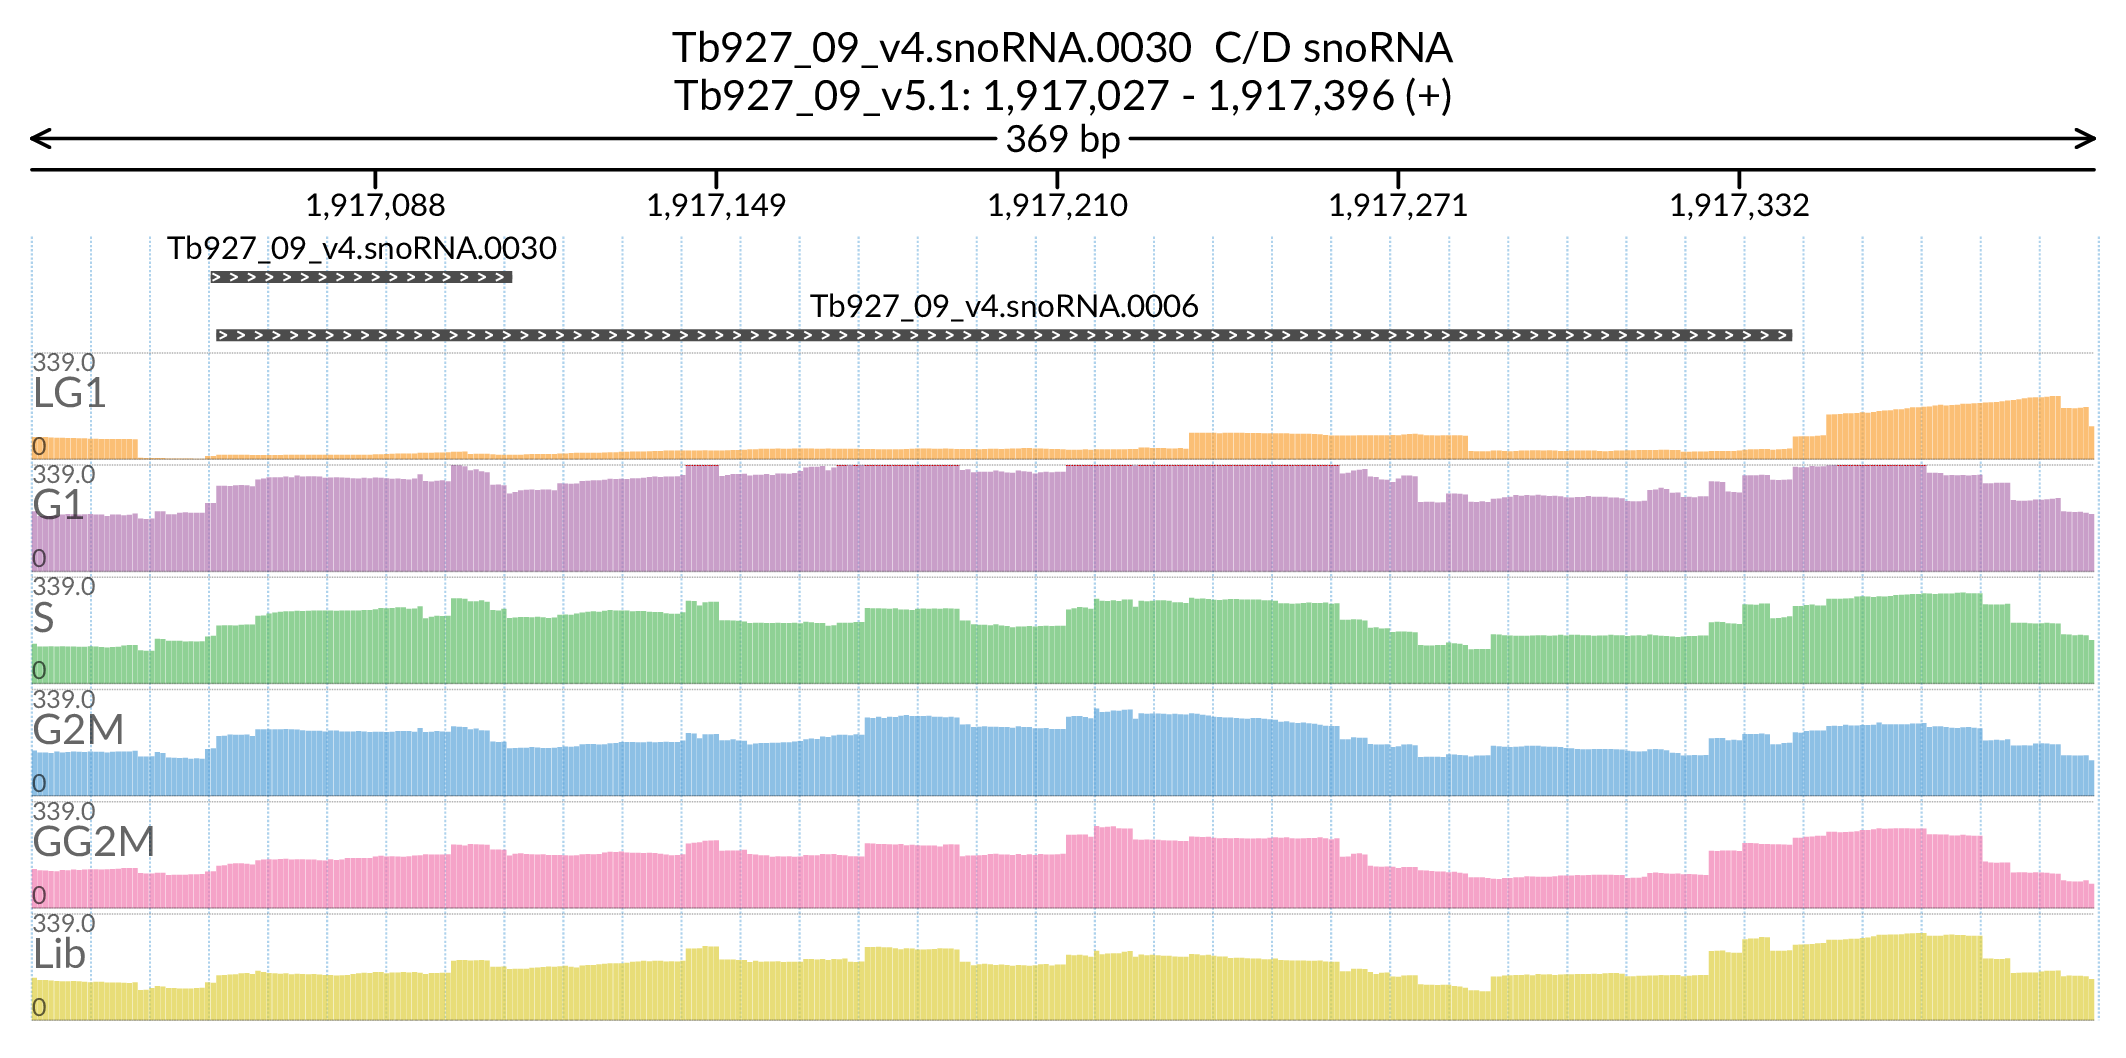 Tb927_09_v4.snoRNA.0030  C/D snoRNA
Tb927_09_v5.1: 1,917,027 - 1,917,396 (+)
369 bp
1,917,088 1,917,149 1,917,210 1,917,271 1,917,332
Tb927_09_v4.snoRNA.0030
Tb927_09_v4.snoRNA.0006
339.0
LG1
0
339.0
G1
0
339.0
S
0
339.0
G2M
0
339.0
GG2M
0
339.0
Lib
0